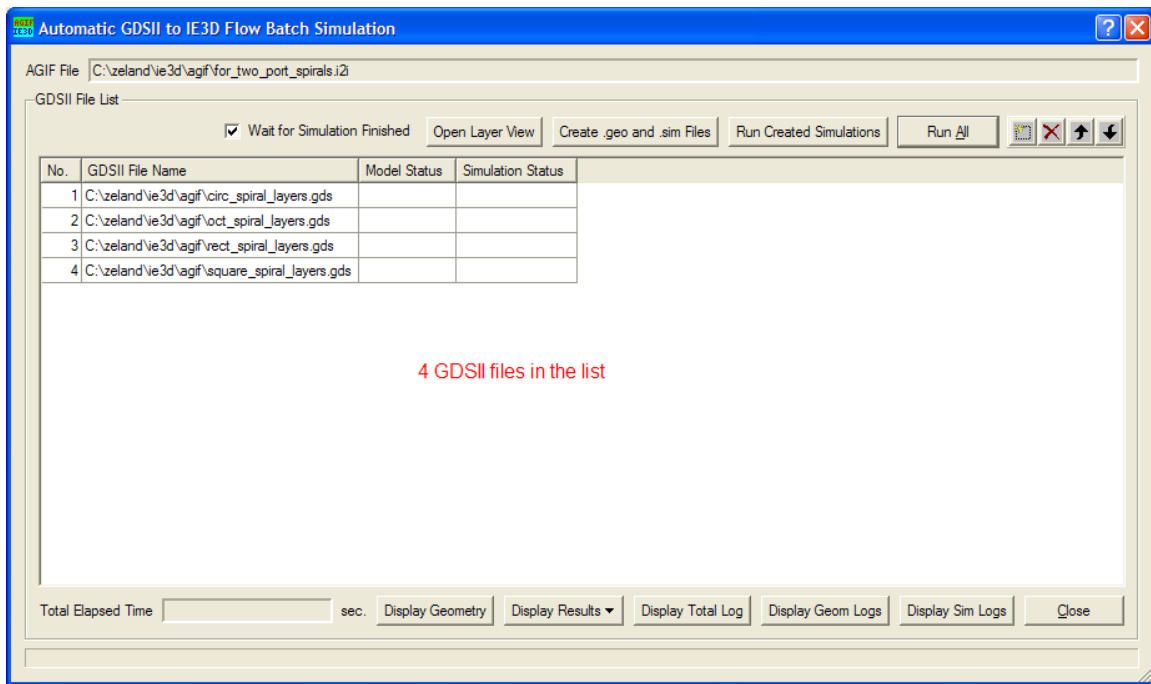 AGIF IE3D Automatic GDSII to IE3D Flow Batch Simulation
AGIF File C:\zeland\ie3d\agif\for_two_port_spirals.i2i
GDSII File List
Wait for Simulation Finished Open Layer View Create .geo and .sim Files Run Created Simulations Run All
No. GDSII File Name Model Status Simulation Status
1 C:\zeland\ie3d\agif\circ_spiral_layers.gds
2 C:\zeland\ie3d\agif\oct_spiral_layers.gds
3 C:\zeland\ie3d\agif\rect_spiral_layers.gds
4 C:\zeland\ie3d\agif\square_spiral_layers.gds
4 GDSII files in the list
Total Elapsed Time sec. Display Geometry Display Results Display Total Log Display Geom Logs Display Sim Logs Close